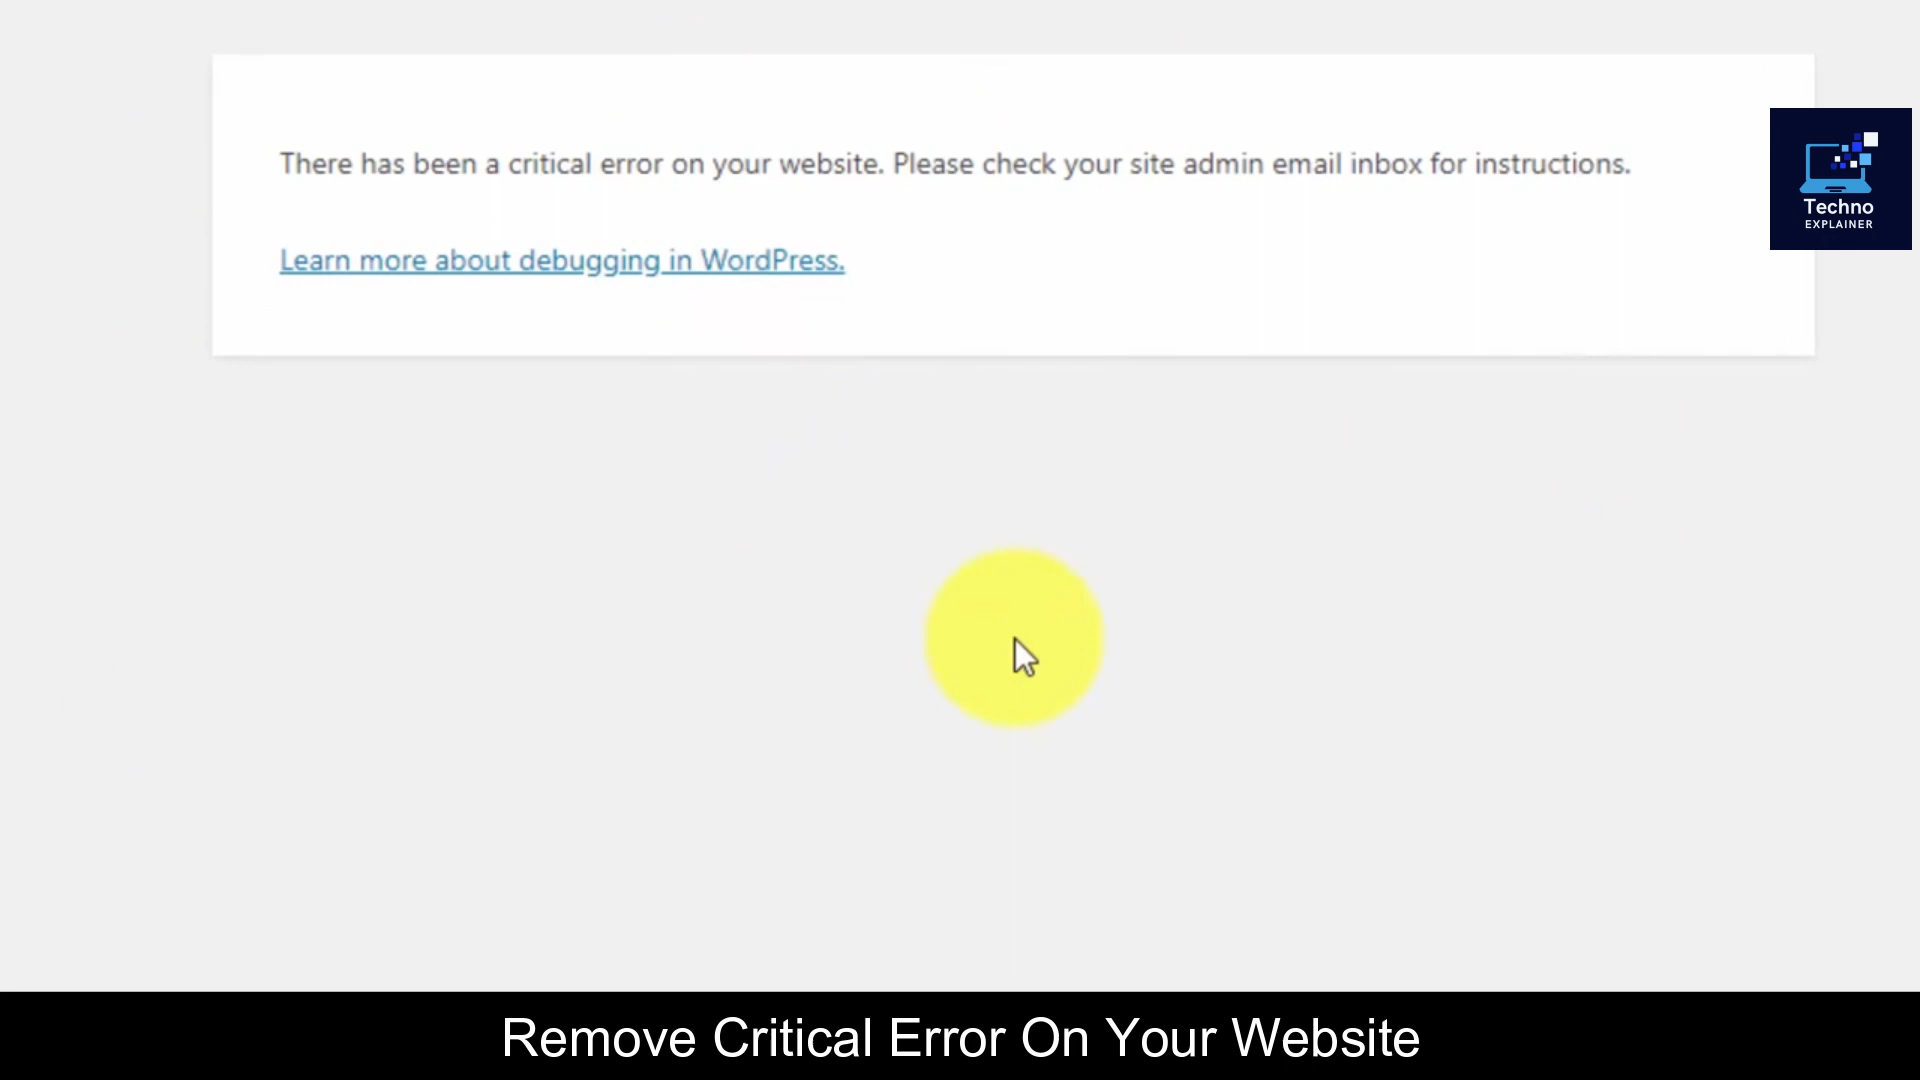 There has been a critical error on your website. Please check your site admin email inbox for instructions.
Learn more about debugging in WordPress.
Techno
EXPLAINER
Remove Critical Error On Your Website